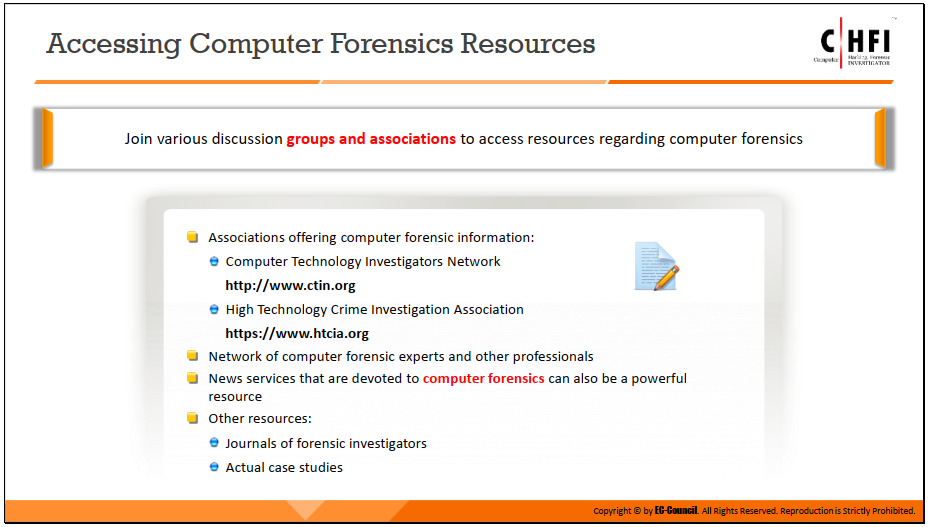 Accessing Computer Forensics Resources
C HFI
Computer Hacking Forensic
INVESTIGATOR
Join various discussion groups and associations to access resources regarding computer forensics
Associations offering computer forensic information:
Computer Technology Investigators Network
http://www.ctin.org
High Technology Crime Investigation Association
https://www.htcia.org
Network of computer forensic experts and other professionals
News services that are devoted to computer forensics can also be a powerful
resource
Other resources:
Journals of forensic investigators
Actual case studies
Copyright © by EC-Council. All Rights Reserved. Reproduction is Strictly Prohibited.